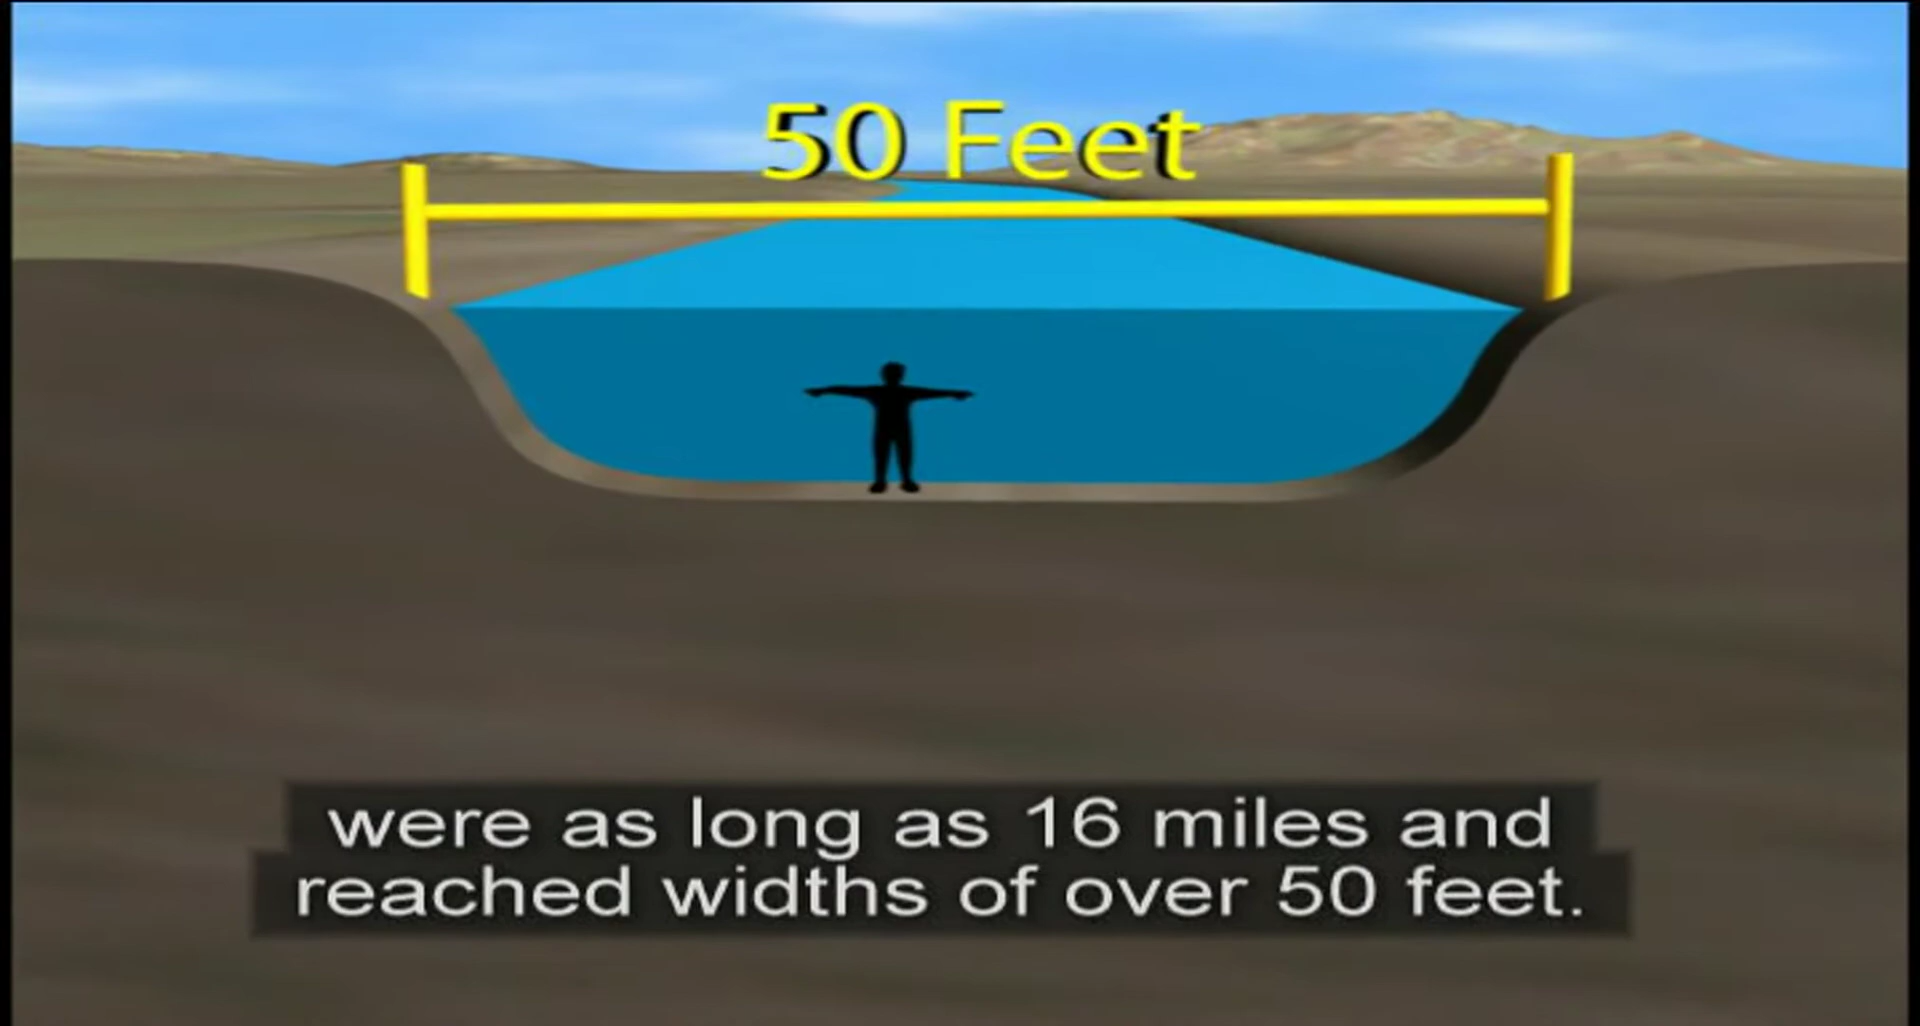 50 Feet
were as long as 16 miles and
reached widths of over 50 feet.